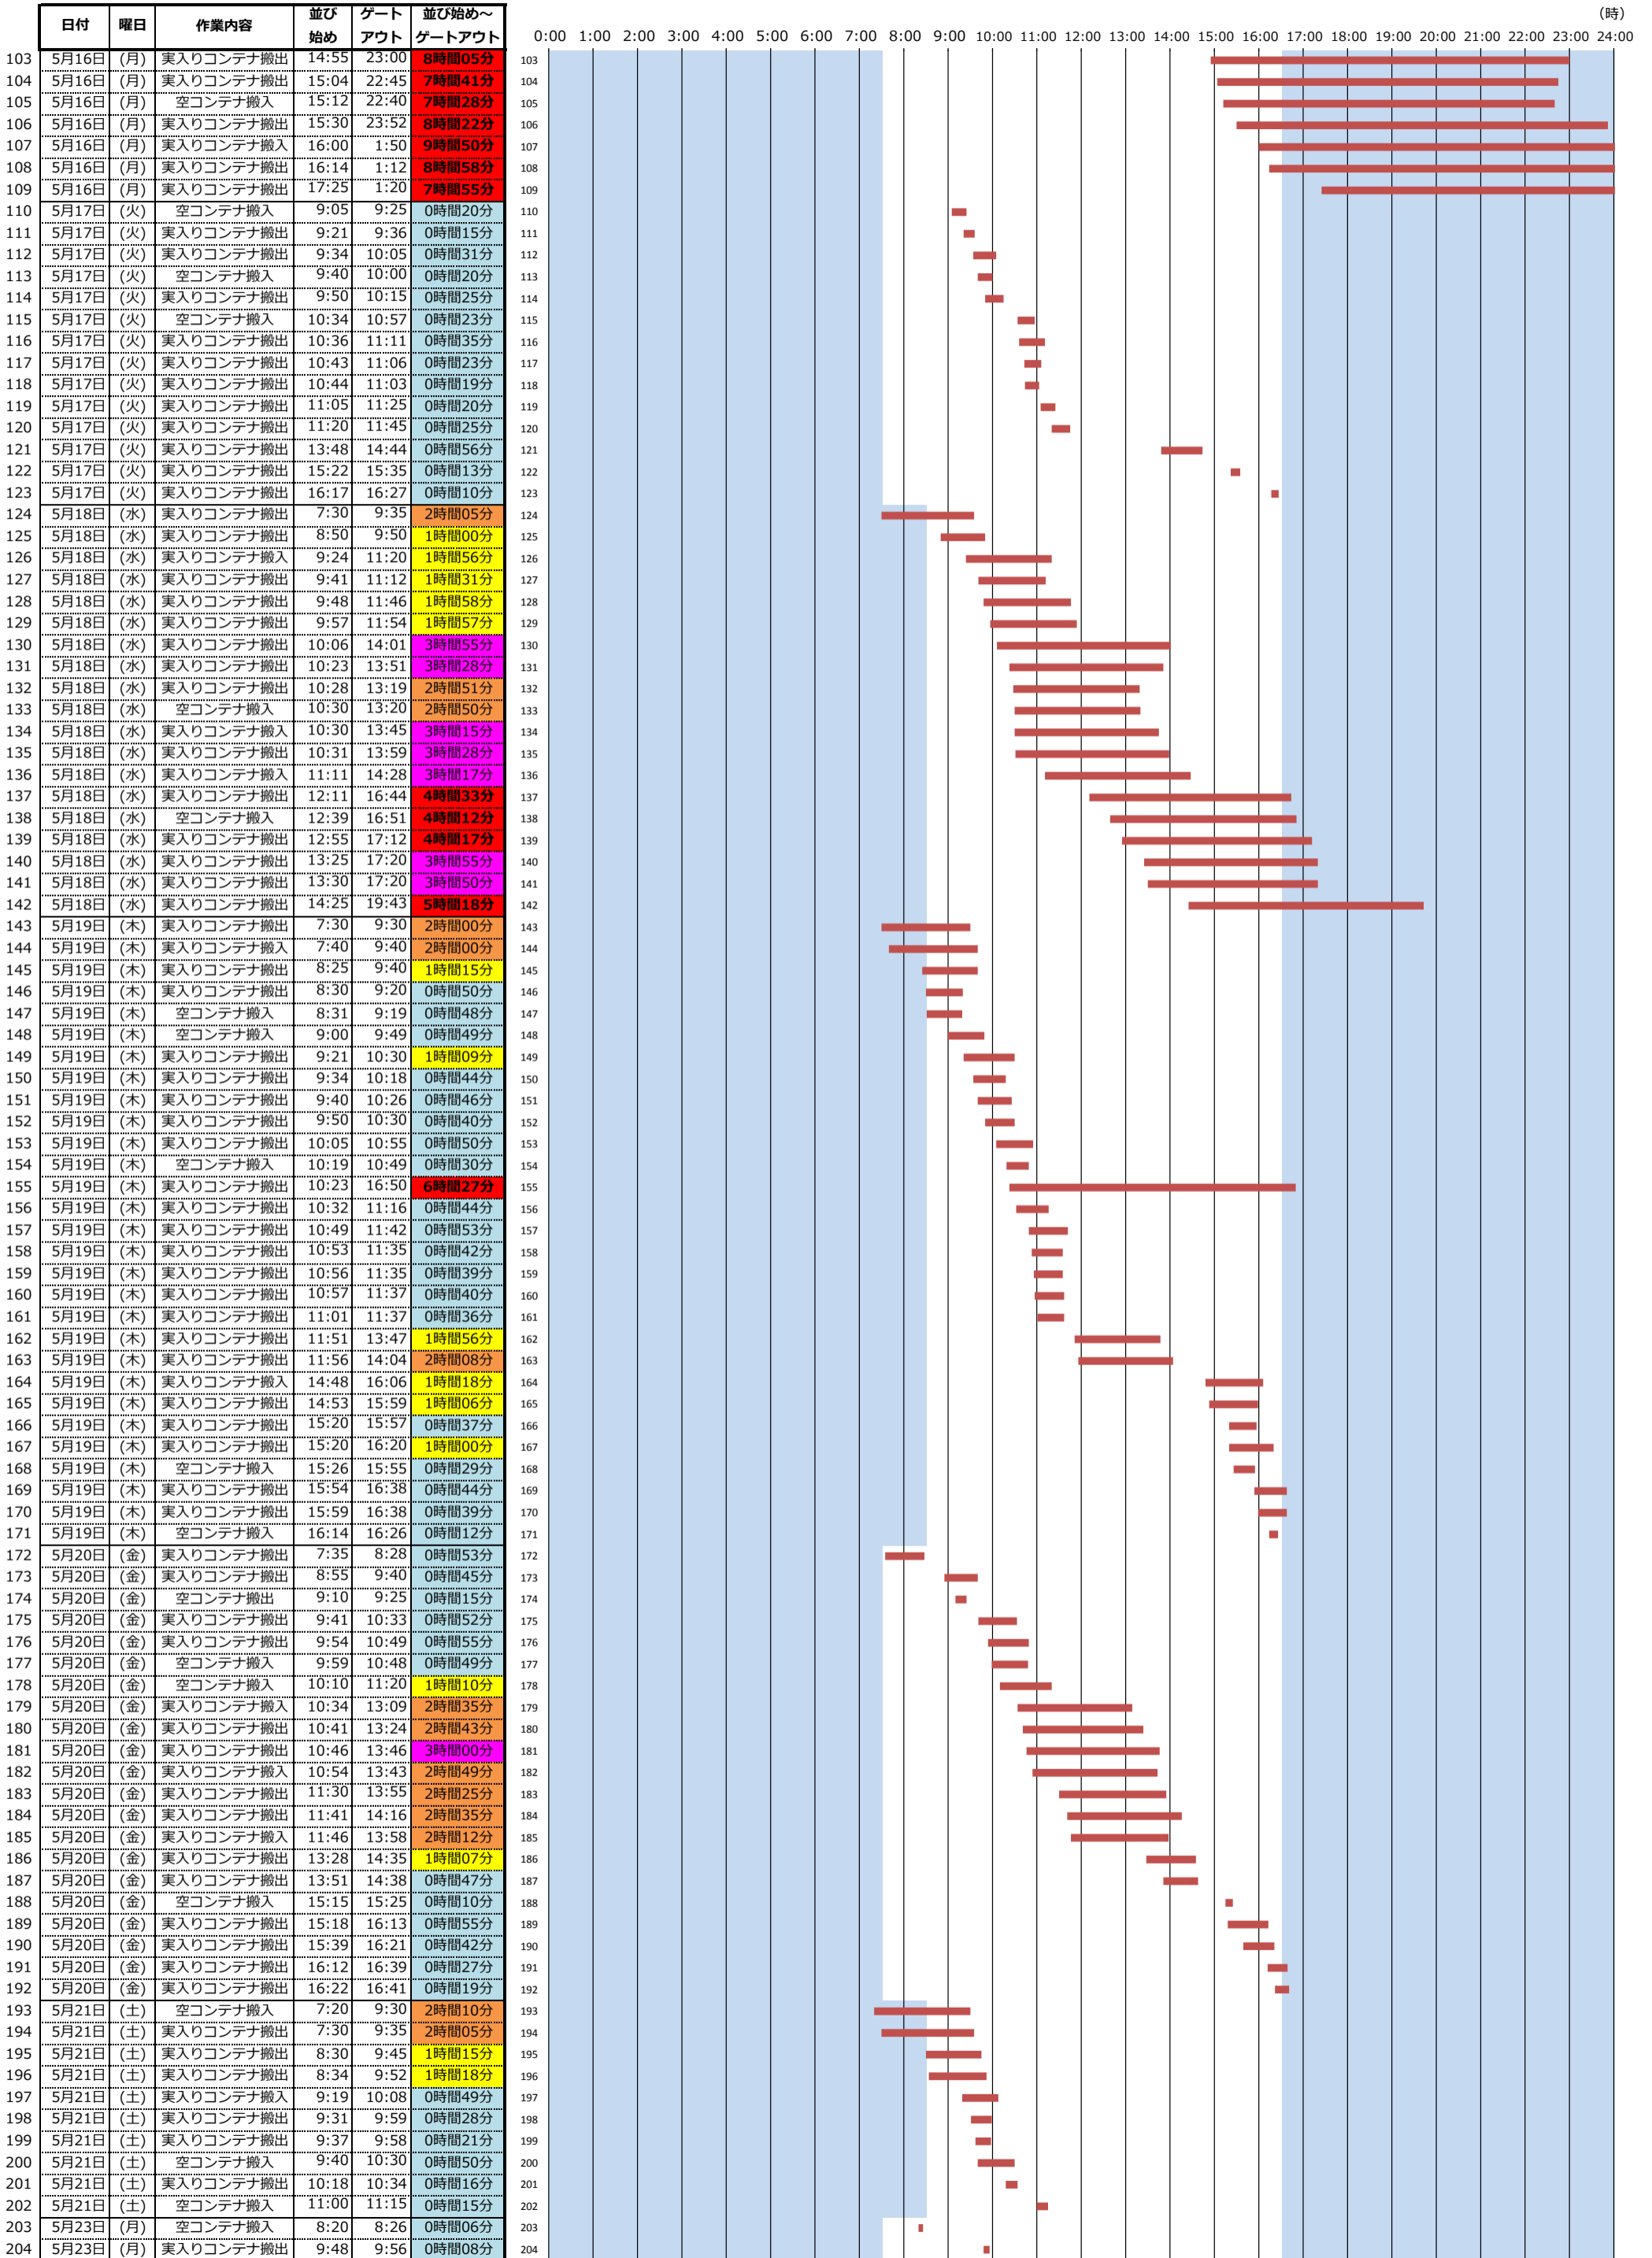 (時)
日付 曜日 作業内容 並び始め ゲートアウト 並び始め～ゲートアウト
0:00 1:00 2:00 3:00 4:00 5:00 6:00 7:00 8:00 9:00 10:00 11:00 12:00 13:00 14:00 15:00 16:00 17:00 18:00 19:00 20:00 21:00 22:00 23:00 24:00
103 5月16日 (月) 実入りコンテナ搬出 14:55 23:00 8時間05分 103
104 5月16日 (月) 実入りコンテナ搬出 15:04 22:45 7時間41分 104
105 5月16日 (月) 空コンテナ搬入 15:12 22:40 7時間28分 105
106 5月16日 (月) 実入りコンテナ搬出 15:30 23:52 8時間22分 106
107 5月16日 (月) 実入りコンテナ搬入 16:00 1:50 9時間50分 107
108 5月16日 (月) 実入りコンテナ搬出 16:14 1:12 8時間58分 108
109 5月16日 (月) 実入りコンテナ搬出 17:25 1:20 7時間55分 109
110 5月17日 (火) 空コンテナ搬入 9:05 9:25 0時間20分 110
111 5月17日 (火) 実入りコンテナ搬出 9:21 9:36 0時間15分 111
112 5月17日 (火) 実入りコンテナ搬出 9:34 10:05 0時間31分 112
113 5月17日 (火) 空コンテナ搬入 9:40 10:00 0時間20分 113
114 5月17日 (火) 実入りコンテナ搬出 9:50 10:15 0時間25分 114
115 5月17日 (火) 空コンテナ搬入 10:34 10:57 0時間23分 115
116 5月17日 (火) 実入りコンテナ搬出 10:36 11:11 0時間35分 116
117 5月17日 (火) 実入りコンテナ搬出 10:43 11:06 0時間23分 117
118 5月17日 (火) 実入りコンテナ搬出 10:44 11:03 0時間19分 118
119 5月17日 (火) 実入りコンテナ搬出 11:05 11:25 0時間20分 119
120 5月17日 (火) 実入りコンテナ搬出 11:20 11:45 0時間25分 120
121 5月17日 (火) 実入りコンテナ搬出 13:48 14:44 0時間56分 121
122 5月17日 (火) 実入りコンテナ搬出 15:22 15:35 0時間13分 122
123 5月17日 (火) 実入りコンテナ搬出 16:17 16:27 0時間10分 123
124 5月18日 (水) 実入りコンテナ搬出 7:30 9:35 2時間05分 124
125 5月18日 (水) 実入りコンテナ搬出 8:50 9:50 1時間00分 125
126 5月18日 (水) 実入りコンテナ搬入 9:24 11:20 1時間56分 126
127 5月18日 (水) 実入りコンテナ搬出 9:41 11:12 1時間31分 127
128 5月18日 (水) 実入りコンテナ搬出 9:48 11:46 1時間58分 128
129 5月18日 (水) 実入りコンテナ搬出 9:57 11:54 1時間57分 129
130 5月18日 (水) 実入りコンテナ搬出 10:06 14:01 3時間55分 130
131 5月18日 (水) 実入りコンテナ搬出 10:23 13:51 3時間28分 131
132 5月18日 (水) 実入りコンテナ搬出 10:28 13:19 2時間51分 132
133 5月18日 (水) 空コンテナ搬入 10:30 13:20 2時間50分 133
134 5月18日 (水) 実入りコンテナ搬入 10:30 13:45 3時間15分 134
135 5月18日 (水) 実入りコンテナ搬出 10:31 13:59 3時間28分 135
136 5月18日 (水) 実入りコンテナ搬入 11:11 14:28 3時間17分 136
137 5月18日 (水) 実入りコンテナ搬出 12:11 16:44 4時間33分 137
138 5月18日 (水) 空コンテナ搬入 12:39 16:51 4時間12分 138
139 5月18日 (水) 実入りコンテナ搬出 12:55 17:12 4時間17分 139
140 5月18日 (水) 実入りコンテナ搬出 13:25 17:20 3時間55分 140
141 5月18日 (水) 実入りコンテナ搬出 13:30 17:20 3時間50分 141
142 5月18日 (水) 実入りコンテナ搬出 14:25 19:43 5時間18分 142
143 5月19日 (木) 実入りコンテナ搬出 7:30 9:30 2時間00分 143
144 5月19日 (木) 実入りコンテナ搬入 7:40 9:40 2時間00分 144
145 5月19日 (木) 実入りコンテナ搬出 8:25 9:40 1時間15分 145
146 5月19日 (木) 実入りコンテナ搬出 8:30 9:20 0時間50分 146
147 5月19日 (木) 空コンテナ搬入 8:31 9:19 0時間48分 147
148 5月19日 (木) 空コンテナ搬入 9:00 9:49 0時間49分 148
149 5月19日 (木) 実入りコンテナ搬出 9:21 10:30 1時間09分 149
150 5月19日 (木) 実入りコンテナ搬出 9:34 10:18 0時間44分 150
151 5月19日 (木) 実入りコンテナ搬出 9:40 10:26 0時間46分 151
152 5月19日 (木) 実入りコンテナ搬出 9:50 10:30 0時間40分 152
153 5月19日 (木) 実入りコンテナ搬出 10:05 10:55 0時間50分 153
154 5月19日 (木) 空コンテナ搬入 10:19 10:49 0時間30分 154
155 5月19日 (木) 実入りコンテナ搬出 10:23 16:50 6時間27分 155
156 5月19日 (木) 実入りコンテナ搬出 10:32 11:16 0時間44分 156
157 5月19日 (木) 実入りコンテナ搬出 10:49 11:42 0時間53分 157
158 5月19日 (木) 実入りコンテナ搬出 10:53 11:35 0時間42分 158
159 5月19日 (木) 実入りコンテナ搬出 10:56 11:35 0時間39分 159
160 5月19日 (木) 実入りコンテナ搬出 10:57 11:37 0時間40分 160
161 5月19日 (木) 実入りコンテナ搬出 11:01 11:37 0時間36分 161
162 5月19日 (木) 実入りコンテナ搬出 11:51 13:47 1時間56分 162
163 5月19日 (木) 実入りコンテナ搬出 11:56 14:04 2時間08分 163
164 5月19日 (木) 実入りコンテナ搬入 14:48 16:06 1時間18分 164
165 5月19日 (木) 実入りコンテナ搬出 14:53 15:59 1時間06分 165
166 5月19日 (木) 実入りコンテナ搬出 15:20 15:57 0時間37分 166
167 5月19日 (木) 実入りコンテナ搬出 15:20 16:20 1時間00分 167
168 5月19日 (木) 空コンテナ搬入 15:26 15:55 0時間29分 168
169 5月19日 (木) 実入りコンテナ搬出 15:54 16:38 0時間44分 169
170 5月19日 (木) 実入りコンテナ搬出 15:59 16:38 0時間39分 170
171 5月19日 (木) 空コンテナ搬入 16:14 16:26 0時間12分 171
172 5月20日 (金) 実入りコンテナ搬出 7:35 8:28 0時間53分 172
173 5月20日 (金) 実入りコンテナ搬出 8:55 9:40 0時間45分 173
174 5月20日 (金) 空コンテナ搬出 9:10 9:25 0時間15分 174
175 5月20日 (金) 実入りコンテナ搬出 9:41 10:33 0時間52分 175
176 5月20日 (金) 実入りコンテナ搬出 9:54 10:49 0時間55分 176
177 5月20日 (金) 空コンテナ搬入 9:59 10:48 0時間49分 177
178 5月20日 (金) 空コンテナ搬入 10:10 11:20 1時間10分 178
179 5月20日 (金) 実入りコンテナ搬入 10:34 13:09 2時間35分 179
180 5月20日 (金) 実入りコンテナ搬出 10:41 13:24 2時間43分 180
181 5月20日 (金) 実入りコンテナ搬出 10:46 13:46 3時間00分 181
182 5月20日 (金) 実入りコンテナ搬入 10:54 13:43 2時間49分 182
183 5月20日 (金) 実入りコンテナ搬出 11:30 13:55 2時間25分 183
184 5月20日 (金) 実入りコンテナ搬出 11:41 14:16 2時間35分 184
185 5月20日 (金) 実入りコンテナ搬入 11:46 13:58 2時間12分 185
186 5月20日 (金) 実入りコンテナ搬出 13:28 14:35 1時間07分 186
187 5月20日 (金) 実入りコンテナ搬出 13:51 14:38 0時間47分 187
188 5月20日 (金) 空コンテナ搬入 15:15 15:25 0時間10分 188
189 5月20日 (金) 実入りコンテナ搬出 15:18 16:13 0時間55分 189
190 5月20日 (金) 実入りコンテナ搬出 15:39 16:21 0時間42分 190
191 5月20日 (金) 実入りコンテナ搬出 16:12 16:39 0時間27分 191
192 5月20日 (金) 実入りコンテナ搬出 16:22 16:41 0時間19分 192
193 5月21日 (土) 空コンテナ搬入 7:20 9:30 2時間10分 193
194 5月21日 (土) 実入りコンテナ搬出 7:30 9:35 2時間05分 194
195 5月21日 (土) 実入りコンテナ搬出 8:30 9:45 1時間15分 195
196 5月21日 (土) 実入りコンテナ搬出 8:34 9:52 1時間18分 196
197 5月21日 (土) 実入りコンテナ搬入 9:19 10:08 0時間49分 197
198 5月21日 (土) 実入りコンテナ搬出 9:31 9:59 0時間28分 198
199 5月21日 (土) 実入りコンテナ搬出 9:37 9:58 0時間21分 199
200 5月21日 (土) 空コンテナ搬入 9:40 10:30 0時間50分 200
201 5月21日 (土) 実入りコンテナ搬出 10:18 10:34 0時間16分 201
202 5月21日 (土) 空コンテナ搬入 11:00 11:15 0時間15分 202
203 5月23日 (月) 空コンテナ搬入 8:20 8:26 0時間06分 203
204 5月23日 (月) 実入りコンテナ搬出 9:48 9:56 0時間08分 204